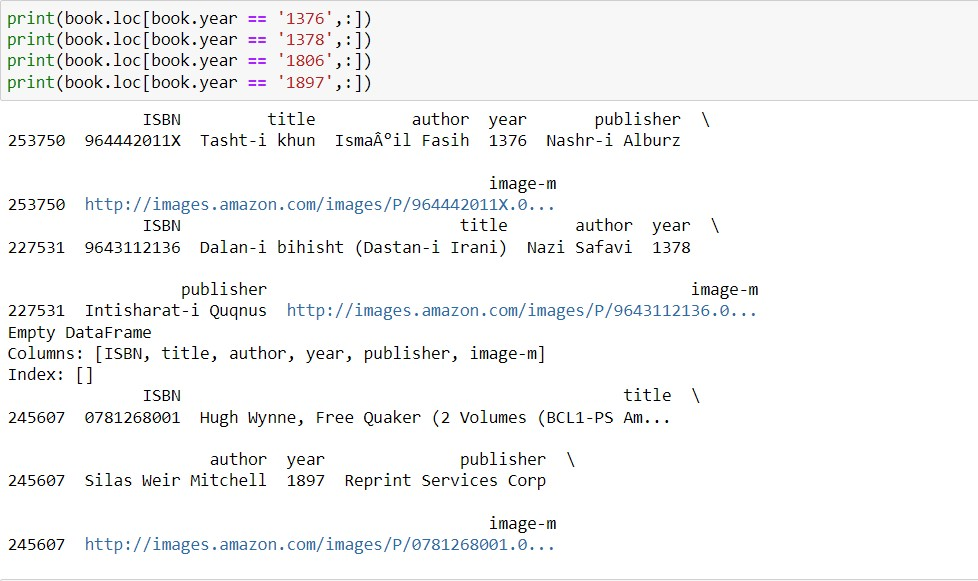 print(book.loc[book.year == '1376',:])
print(book.loc[book.year == '1378',:])
print(book.loc[book.year == '1806',:])
print(book.loc[book.year == '1897',:])
ISBN title author year publisher \
253750 964442011X Tasht-i khun IsmaÂºil Fasih 1376 Nashr-i Alburz
image-m
253750 http://images.amazon.com/images/P/964442011X.0...
ISBN title author year \
227531 9643112136 Dalan-i bihisht (Dastan-i Irani) Nazi Safavi 1378
publisher image-m
227531 Intisharat-i Quqnus http://images.amazon.com/images/P/9643112136.0...
Empty DataFrame
Columns: [ISBN, title, author, year, publisher, image-m]
Index: []
ISBN title \
245607 0781268001 Hugh Wynne, Free Quaker (2 Volumes (BCL1-PS Am...
author year publisher \
245607 Silas Weir Mitchell 1897 Reprint Services Corp
image-m
245607 http://images.amazon.com/images/P/0781268001.0...